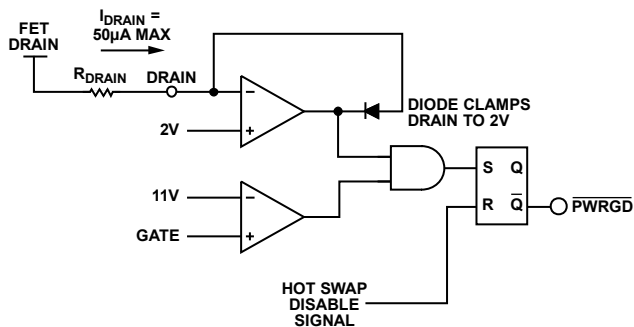 FET
DRAIN
I_DRAIN =
50µA MAX
R_DRAIN
DRAIN
2V
−
+
DIODE CLAMPS
DRAIN TO 2V
11V
GATE
−
+
S Q
R Q̅
P̅W̅R̅G̅D̅
HOT SWAP
DISABLE
SIGNAL